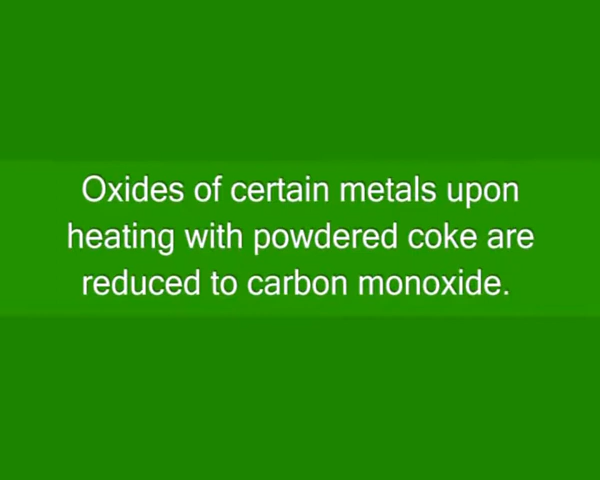 Oxides of certain metals upon
heating with powdered coke are
reduced to carbon monoxide.